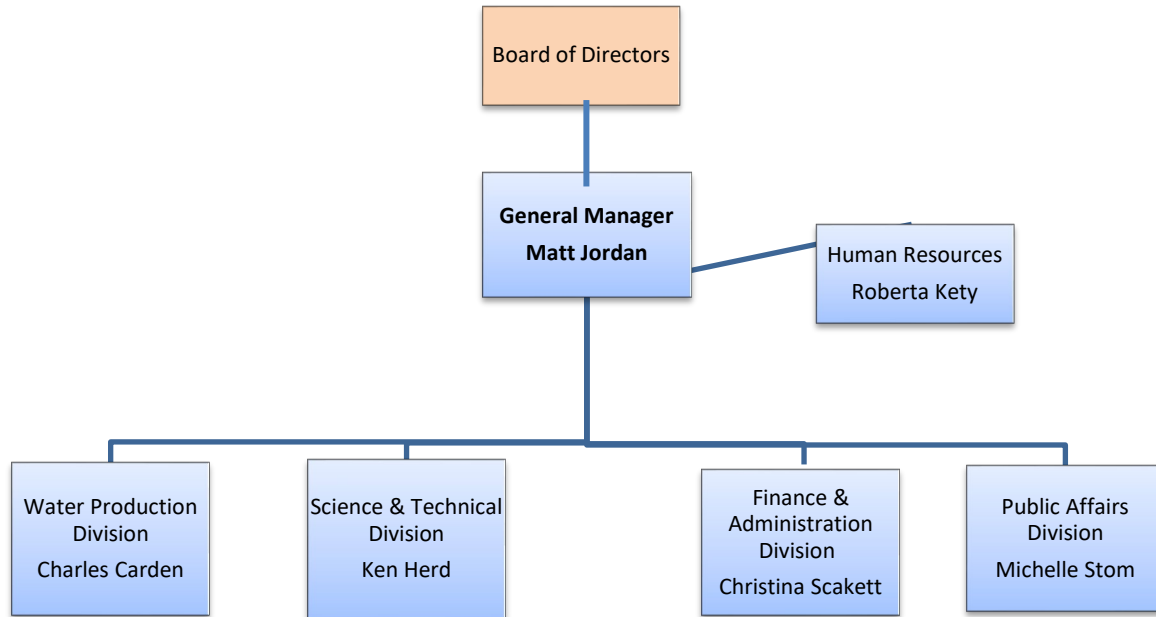 Board of Directors
General Manager
Matt Jordan
Human Resources
Roberta Kety
Water Production
Division
Charles Carden
Science & Technical
Division
Ken Herd
Finance &
Administration
Division
Christina Scakett
Public Affairs
Division
Michelle Stom